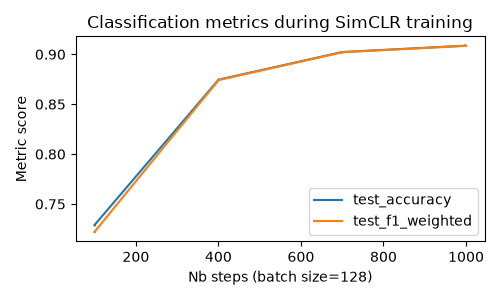 Classification metrics during SimCLR training
Metric score
0.90
0.85
0.80
0.75
test_accuracy
test_f1_weighted
200 400 600 800 1000
Nb steps (batch size=128)